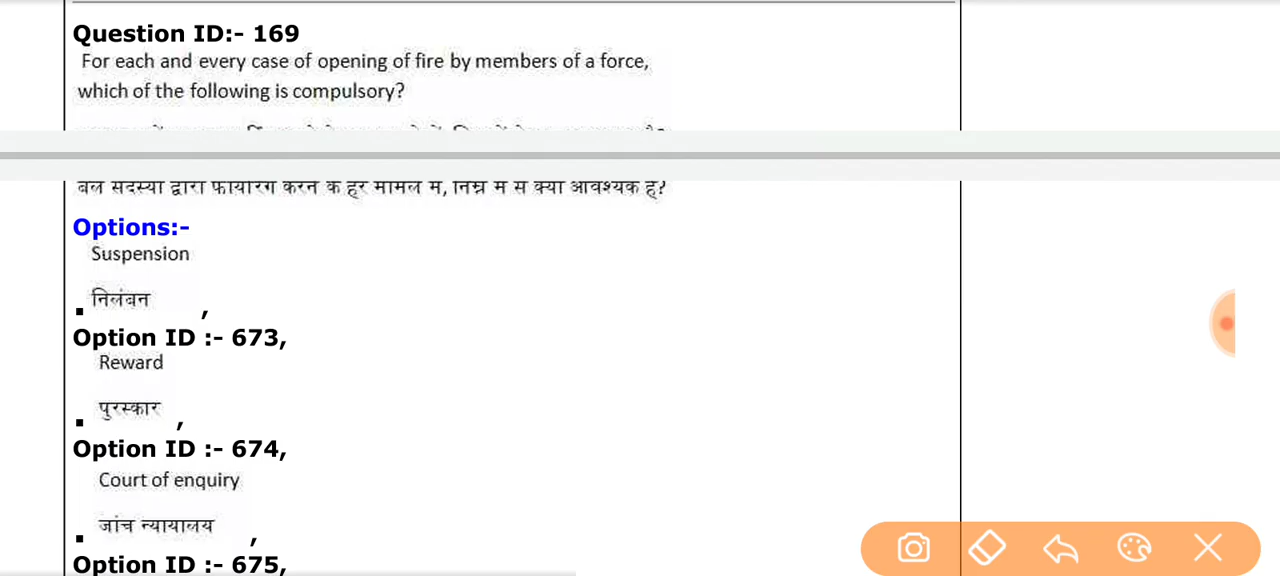 Question ID:- 169
For each and every case of opening of fire by members of a force,
which of the following is compulsory?
बल सदस्यों द्वारा फायरिंग करने के हर मामले में, निम्न में से क्या आवश्यक है?
Options:-
Suspension
निलंबन ,
Option ID :- 673,
Reward
पुरस्कार ,
Option ID :- 674,
Court of enquiry
जांच न्यायालय ,
Option ID :- 675,